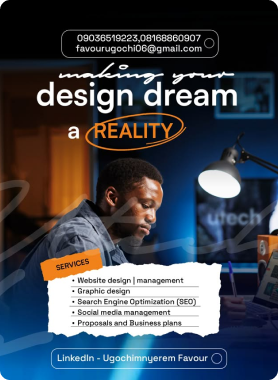 09036519223,08168860907
favourugochi06@gmail.com
making your
design dream
a REALITY
utech
SERVICES
• Website design | management
• Graphic design
• Search Engine Optimization (SEO)
• Social media management
• Proposals and Business plans
LinkedIn - Ugochimnyerem Favour